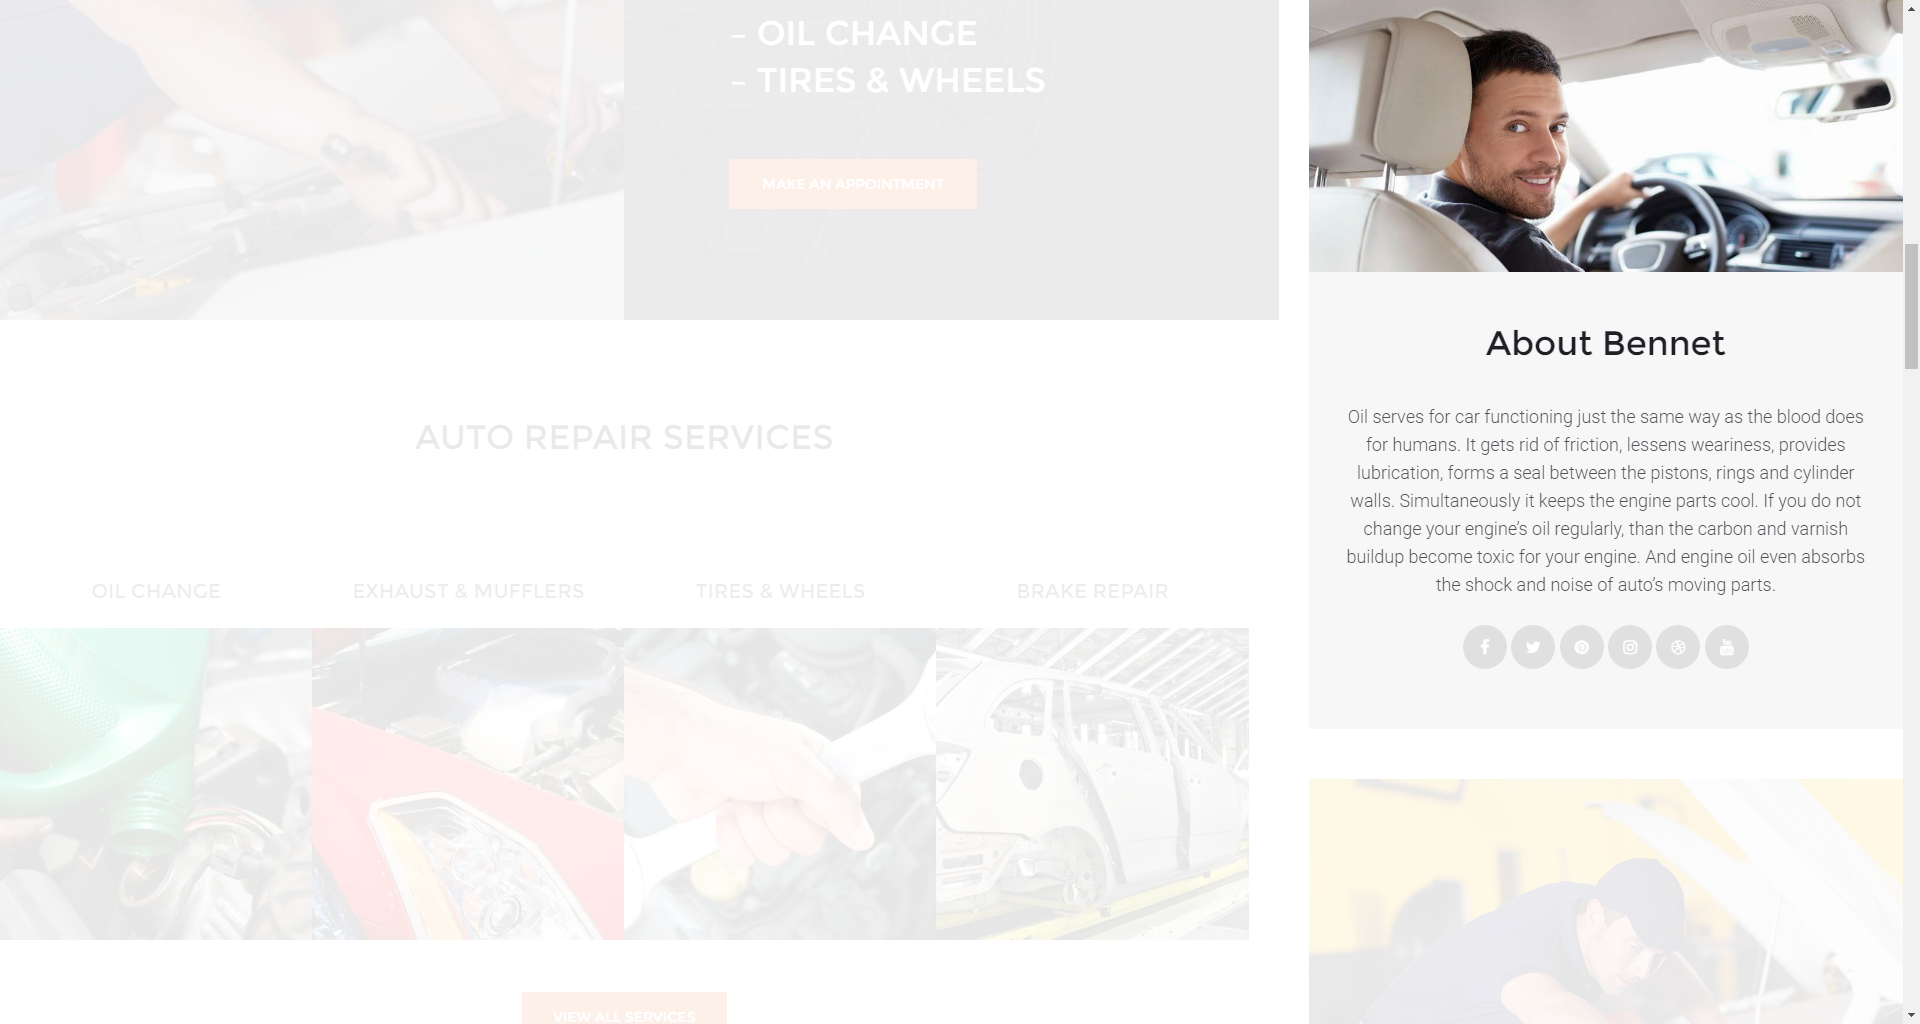 – OIL CHANGE
– TIRES & WHEELS
MAKE AN APPOINTMENT
AUTO REPAIR SERVICES
OIL CHANGE
EXHAUST & MUFFLERS
TIRES & WHEELS
BRAKE REPAIR
VIEW ALL SERVICES
About Bennet
Oil serves for car functioning just the same way as the blood does
for humans. It gets rid of friction, lessens weariness, provides
lubrication, forms a seal between the pistons, rings and cylinder
walls. Simultaneously it keeps the engine parts cool. If you do not
change your engine’s oil regularly, than the carbon and varnish
buildup become toxic for your engine. And engine oil even absorbs
the shock and noise of auto’s moving parts.